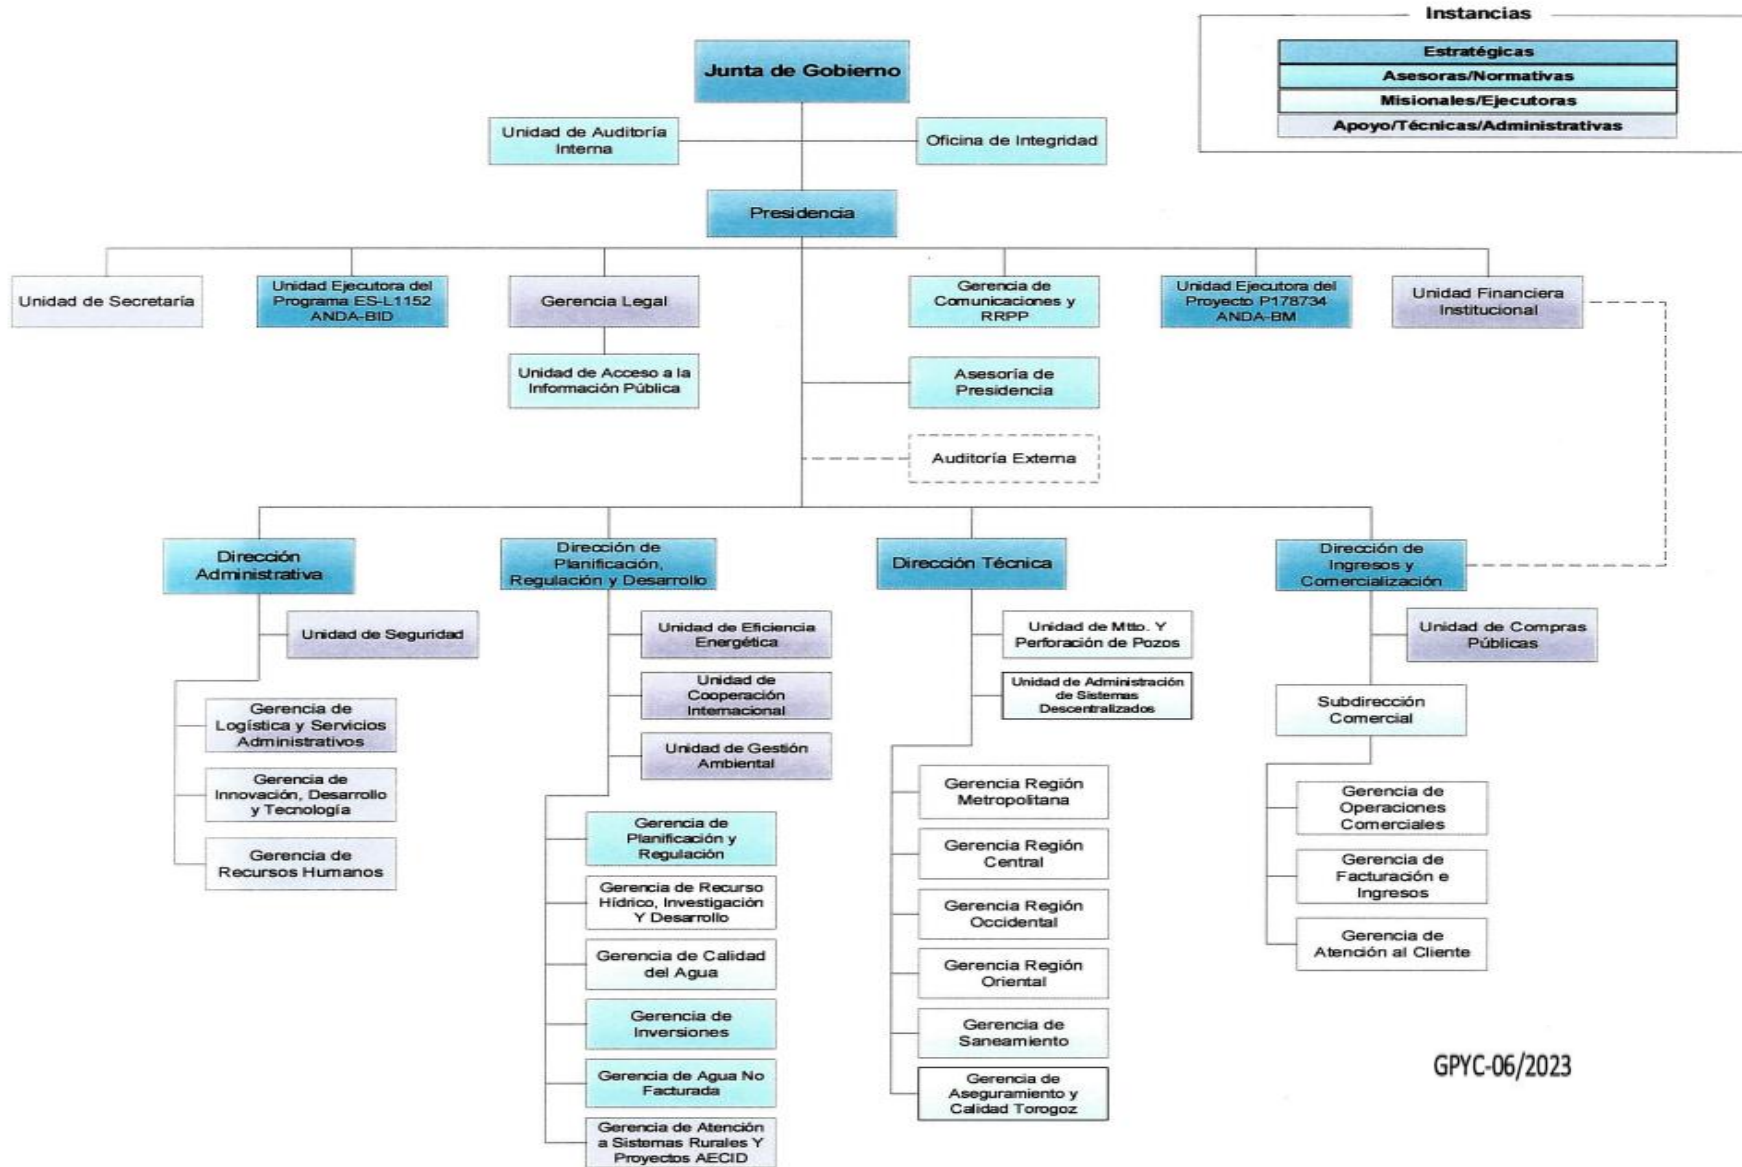 Instancias
Estratégicas
Asesoras/Normativas
Misionales/Ejecutoras
Apoyo/Técnicas/Administrativas
Junta de Gobierno
Unidad de Auditoría
Interna
Oficina de Integridad
Presidencia
Unidad de Secretaría
Unidad Ejecutora del
Programa ES-L1152
ANDA-BID
Gerencia Legal
Gerencia de
Comunicaciones y
RRPP
Unidad Ejecutora del
Proyecto P178734
ANDA-BM
Unidad Financiera
Institucional
Unidad de Acceso a la
Información Pública
Asesoría de
Presidencia
Auditoría Externa
Dirección
Administrativa
Dirección de
Planificación,
Regulación y Desarrollo
Dirección Técnica
Dirección de
Ingresos y
Comercialización
Unidad de Seguridad
Gerencia de
Logística y Servicios
Administrativos
Gerencia de
Innovación, Desarrollo
y Tecnología
Gerencia de
Recursos Humanos
Unidad de Eficiencia
Energética
Unidad de
Cooperación
Internacional
Unidad de Gestión
Ambiental
Gerencia de
Planificación y
Regulación
Gerencia de Recurso
Hídrico, Investigación
Y Desarrollo
Gerencia de Calidad
del Agua
Gerencia de
Inversiones
Gerencia de Agua No
Facturada
Gerencia de Atención
a Sistemas Rurales Y
Proyectos AECID
Unidad de Mtto. Y
Perforación de Pozos
Unidad de Administración
de Sistemas
Descentralizados
Gerencia Región
Metropolitana
Gerencia Región
Central
Gerencia Región
Occidental
Gerencia Región
Oriental
Gerencia de
Saneamiento
Gerencia de
Aseguramiento y
Calidad Torogoz
Unidad de Compras
Públicas
Subdirección
Comercial
Gerencia de
Operaciones
Comerciales
Gerencia de
Facturación e
Ingresos
Gerencia de
Atención al Cliente
GPYC-06/2023